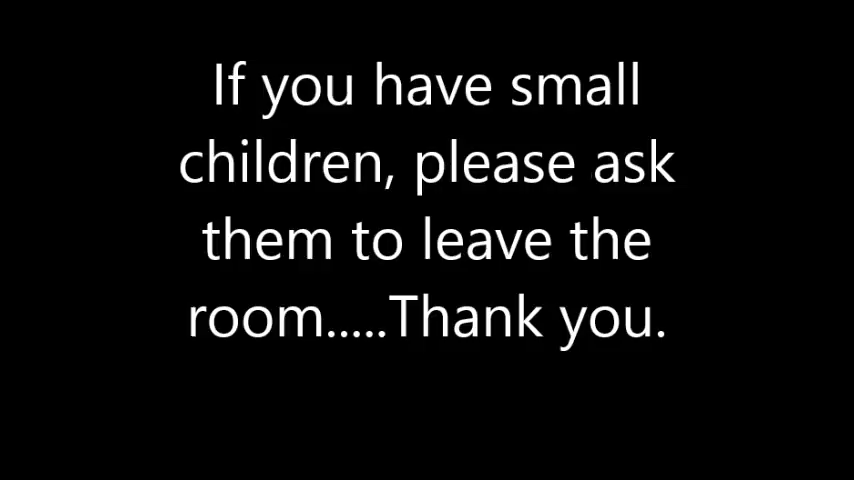 If you have small
children, please ask
them to leave the
room.....Thank you.